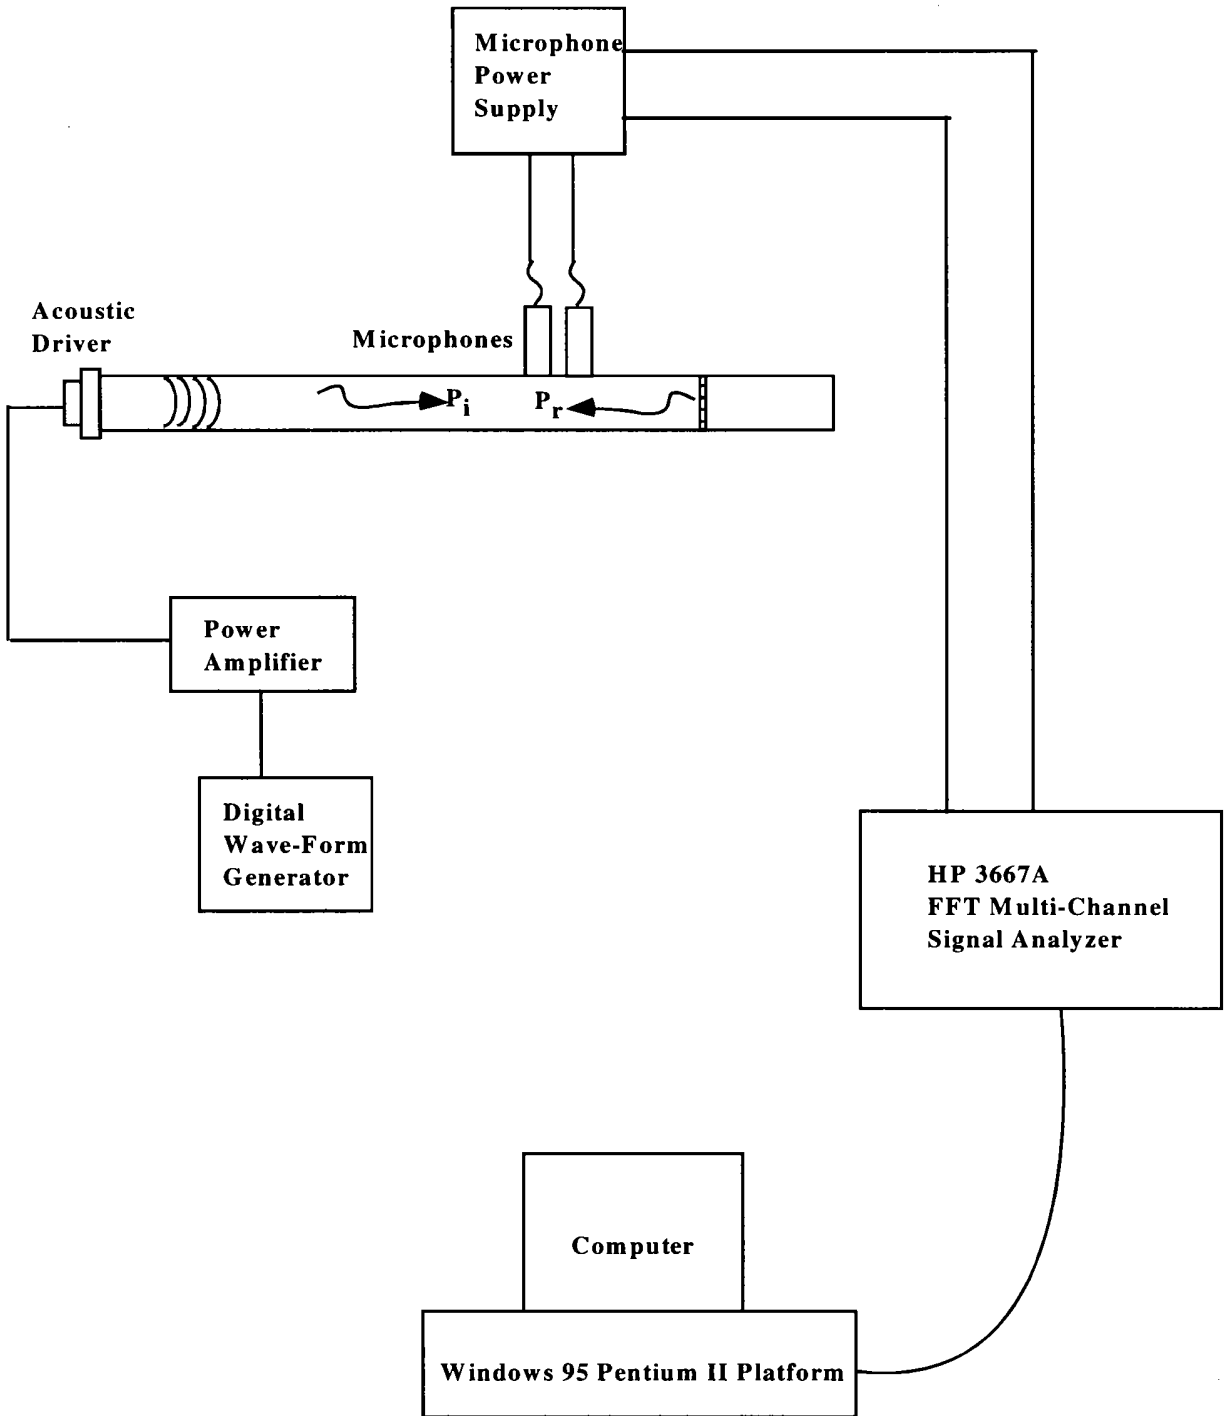 Microphone
Power
Supply
Acoustic
Driver
Microphones
Pi
Pr
Power
Amplifier
Digital
Wave-Form
Generator
HP 3667A
FFT Multi-Channel
Signal Analyzer
Computer
Windows 95 Pentium II Platform